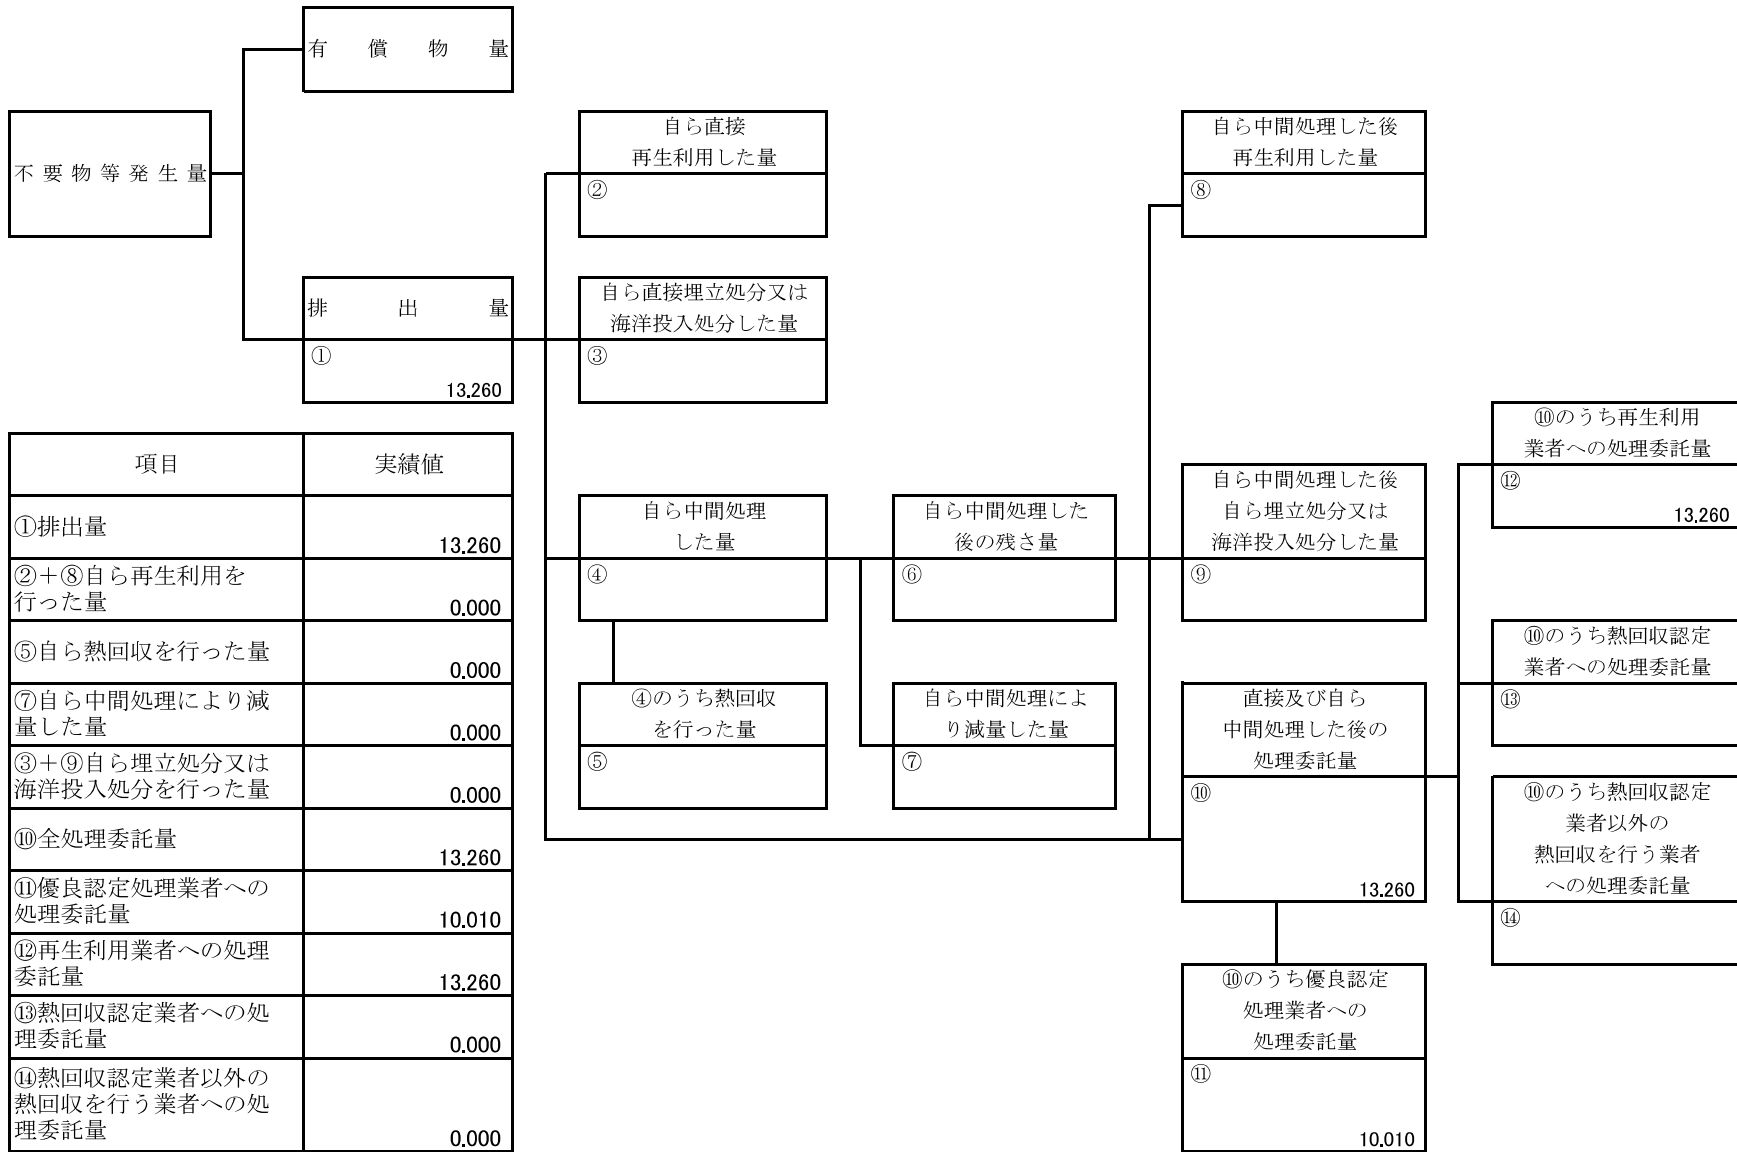 有償物量
不要物等発生量
排出量
①
13.260
自ら直接
再生利用した量
②
自ら直接埋立処分又は
海洋投入処分した量
③
自ら中間処理
した量
④
④のうち熱回収
を行った量
⑤
自ら中間処理した
後の残さ量
⑥
自ら中間処理によ
り減量した量
⑦
自ら中間処理した後
再生利用した量
⑧
自ら中間処理した後
自ら埋立処分又は
海洋投入処分した量
⑨
直接及び自ら
中間処理した後の
処理委託量
⑩
13.260
⑩のうち優良認定
処理業者への
処理委託量
⑪
10.010
⑩のうち再生利用
業者への処理委託量
⑫
13.260
⑩のうち熱回収認定
業者への処理委託量
⑬
⑩のうち熱回収認定
業者以外の
熱回収を行う業者
への処理委託量
⑭
項目 実績値
①排出量
13.260
②＋⑧自ら再生利用を
行った量
0.000
⑤自ら熱回収を行った量
0.000
⑦自ら中間処理により減
量した量
0.000
③＋⑨自ら埋立処分又は
海洋投入処分を行った量
0.000
⑩全処理委託量
13.260
⑪優良認定処理業者への
処理委託量
10.010
⑫再生利用業者への処理
委託量
13.260
⑬熱回収認定業者への処
理委託量
0.000
⑭熱回収認定業者以外の
熱回収を行う業者への処
理委託量
0.000